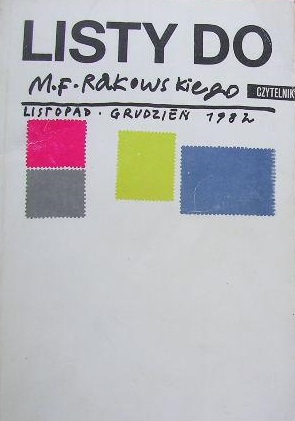 LISTY DO
M.F. Rakowskiego
CZYTELNIK
LISTOPAD · GRUDZIEŃ 1982